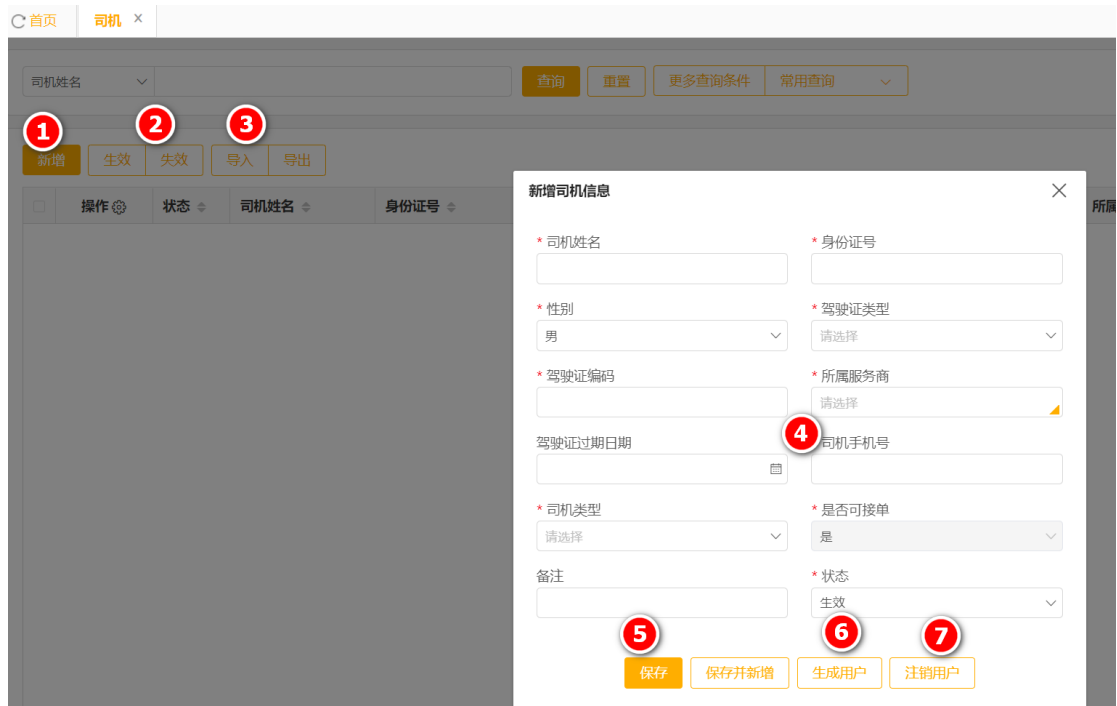 首页 司机
司机姓名 查询 重置 更多查询条件 常用查询
1 2 3
新增 生效 失效 导入 导出
操作 状态 司机姓名 身份证号 所属
新增司机信息
* 司机姓名 * 身份证号
* 性别 * 驾驶证类型
男 请选择
* 驾驶证编码 * 所属服务商
请选择
4
驾驶证过期日期 司机手机号
* 司机类型 * 是否可接单
请选择 是
备注 * 状态
生效
5 6 7
保存 保存并新增 生成用户 注销用户